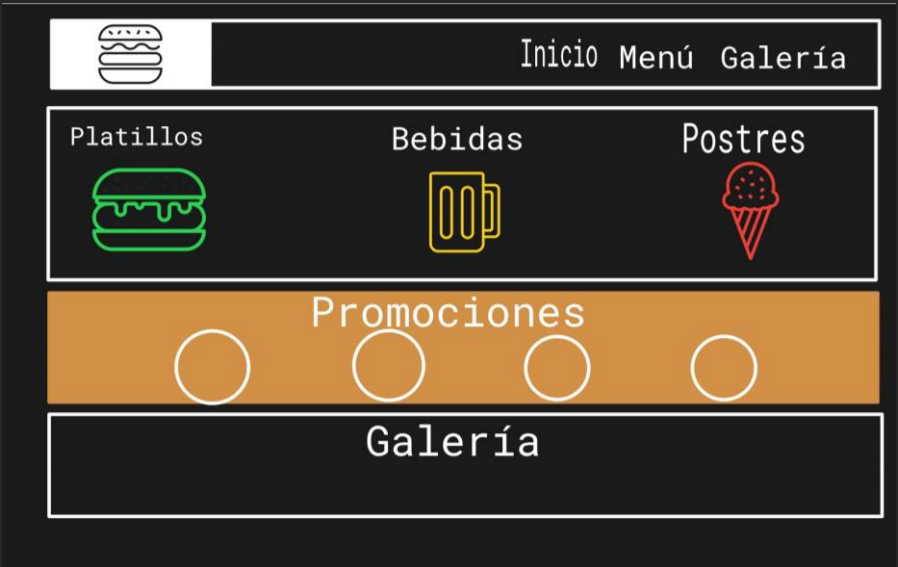 Inicio Menú Galería
Platillos Bebidas Postres
Promociones
Galería